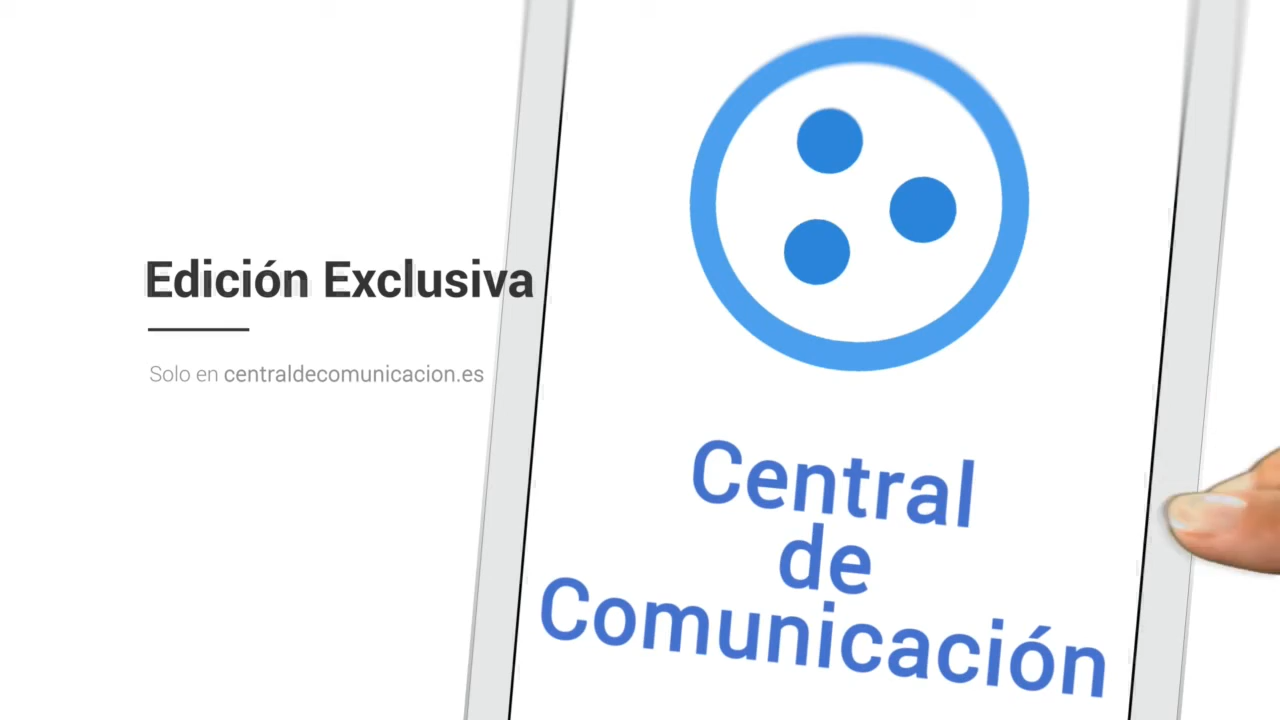 Edición Exclusiva
Solo en centraldecomunicacion.es
Central
de
Comunicación